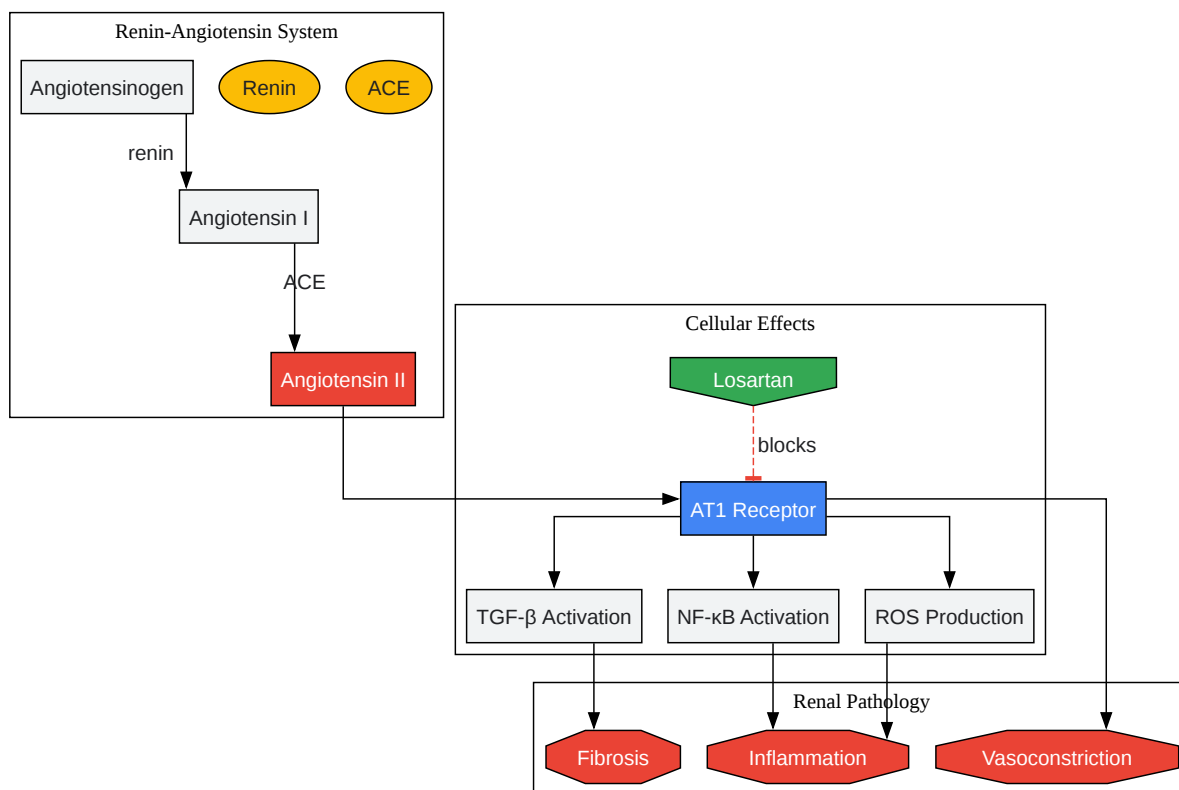 Renin-Angiotensin System
Angiotensinogen
Renin
ACE
renin
Angiotensin I
ACE
Angiotensin II
Cellular Effects
Losartan
blocks
AT1 Receptor
TGF-β Activation
NF-κB Activation
ROS Production
Renal Pathology
Fibrosis
Inflammation
Vasoconstriction